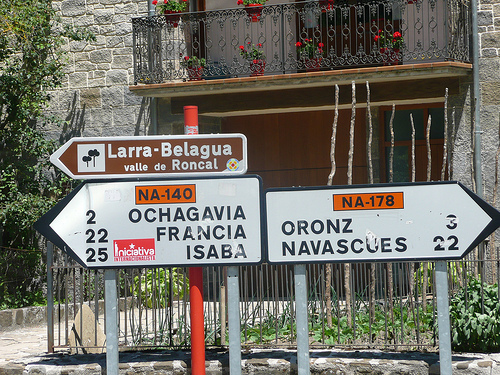 Larra-Belagua
valle de Roncal
NA-140
2 OCHAGAVIA
22 FRANCIA
25 ISABA
Iniciativa
INTERNACIONALISTA
NA-178
ORONZ 3
NAVASCUES 22